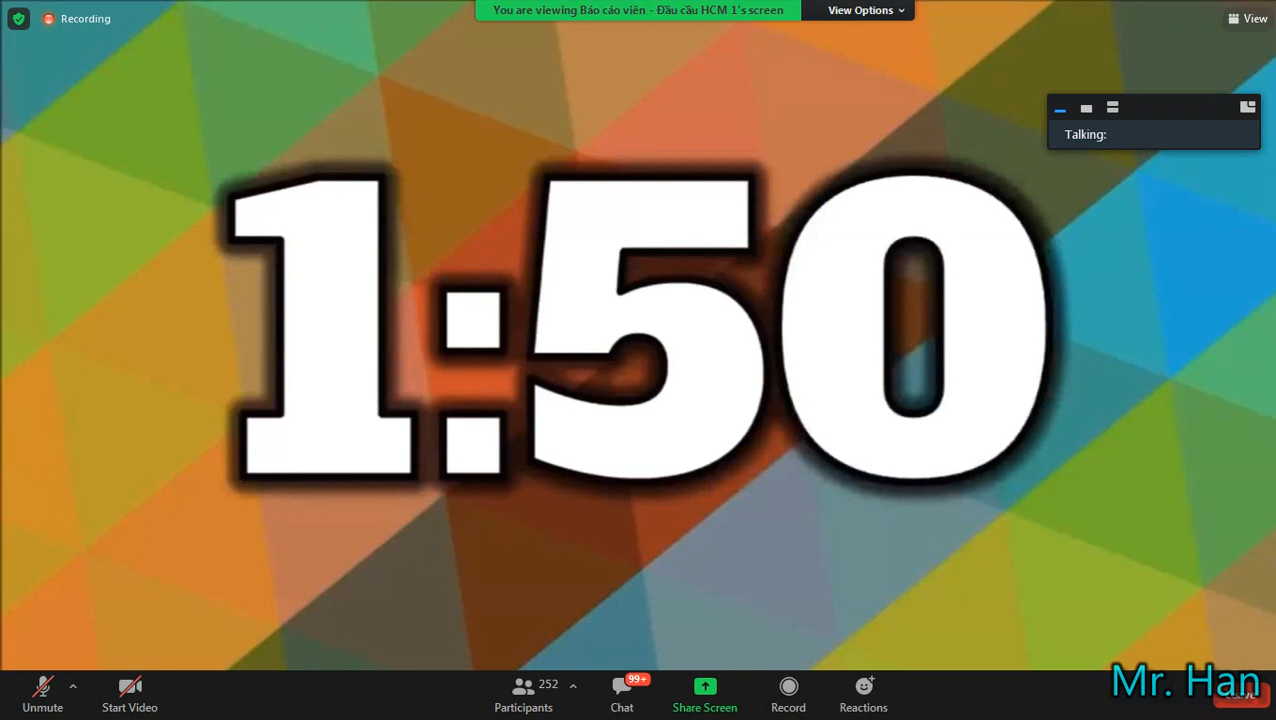 Recording
You are viewing Báo cáo viên - Đầu cầu HCM 1's screen
View Options
View
Talking:
1:50
252
99+
Unmute
Start Video
Participants
Chat
Share Screen
Record
Reactions
Mr. Han